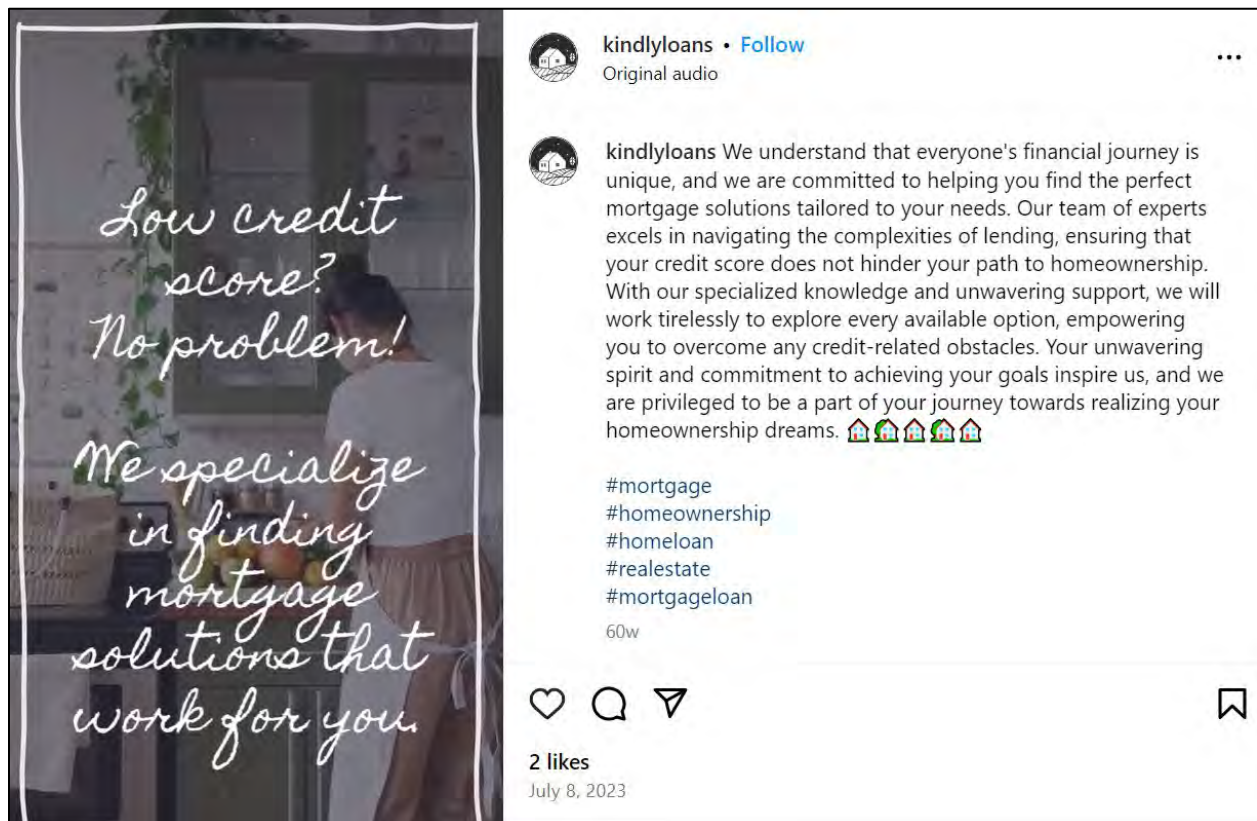 Low credit
score?
No problem!
We specialize
in finding
mortgage
solutions that
work for you.
kindlyloans • Follow
Original audio
kindlyloans We understand that everyone's financial journey is
unique, and we are committed to helping you find the perfect
mortgage solutions tailored to your needs. Our team of experts
excels in navigating the complexities of lending, ensuring that
your credit score does not hinder your path to homeownership.
With our specialized knowledge and unwavering support, we will
work tirelessly to explore every available option, empowering
you to overcome any credit-related obstacles. Your unwavering
spirit and commitment to achieving your goals inspire us, and we
are privileged to be a part of your journey towards realizing your
homeownership dreams. 🏠🏡🏠🏡🏠
#mortgage
#homeownership
#homeloan
#realestate
#mortgageloan
60w
2 likes
July 8, 2023